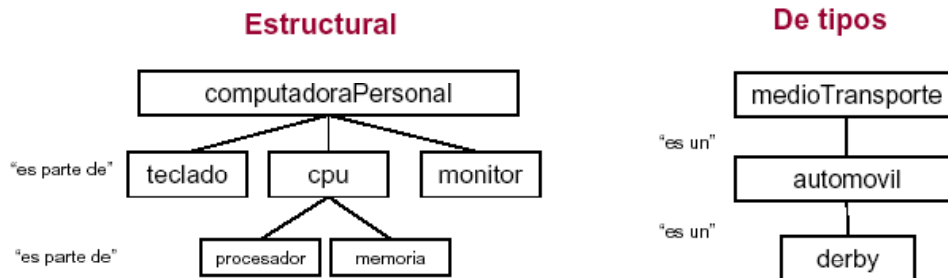 Estructural
computadoraPersonal
"es parte de"
teclado
cpu
monitor
"es parte de"
procesador
memoria
De tipos
medioTransporte
"es un"
automovil
"es un"
derby